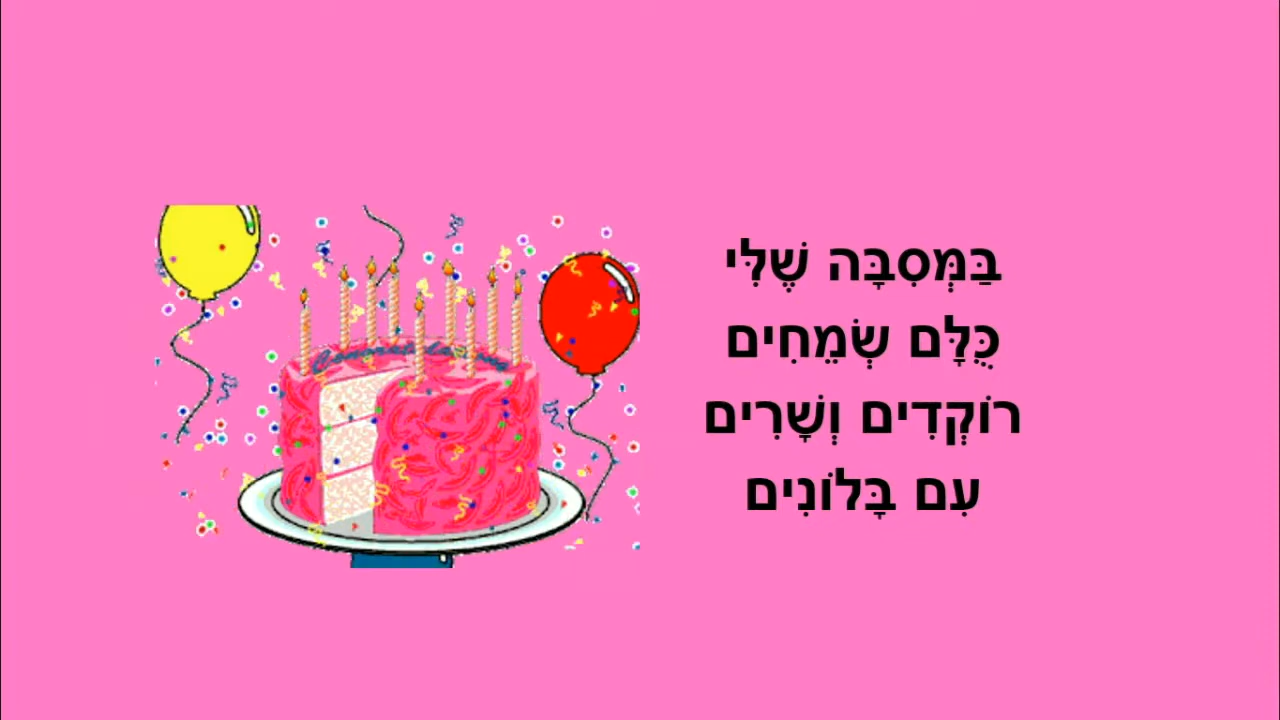 בַּמְּסִבָּה שֶׁלִּי
כֻּלָּם שְׂמֵחִים
רוֹקְדִים וְשָׁרִים
עִם בָּלוֹנִים